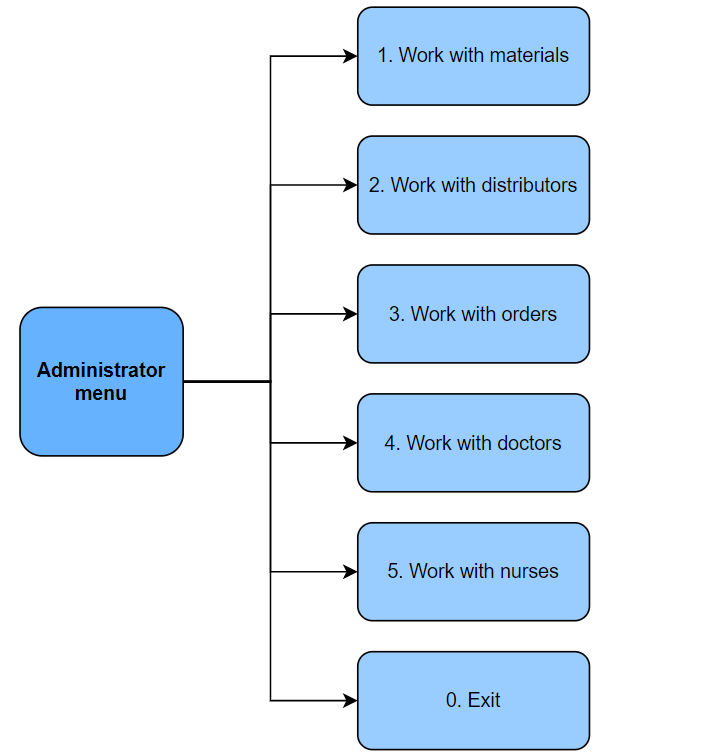 1. Work with materials
2. Work with distributors
3. Work with orders
Administrator
menu
4. Work with doctors
5. Work with nurses
0. Exit